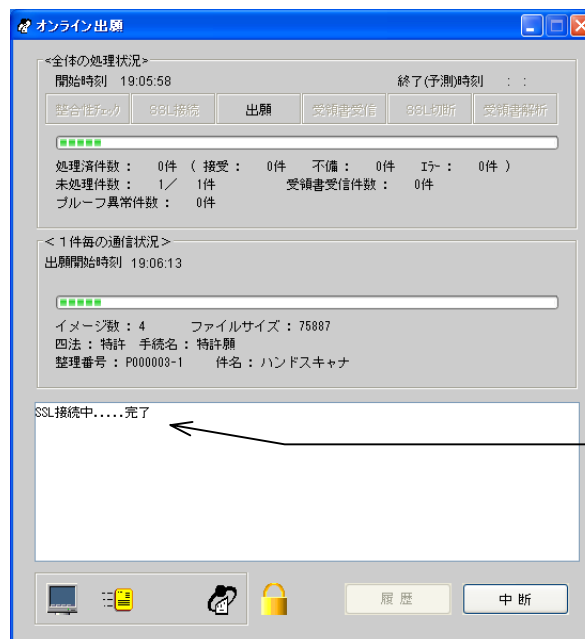 オンライン出願
<全体の処理状況>
開始時刻 19:05:58 終了(予測)時刻 : :
整合性ﾁｪｯｸ SSL接続 出願 受領書受信 SSL切断 受領書解析
処理済件数： 0件 ( 接受： 0件 不備： 0件 ｴﾗｰ： 0件 )
未処理件数： 1／ 1件 受領書受信件数： 0件
プルーフ異常件数： 0件
<１件毎の通信状況>
出願開始時刻 19:06:13
イメージ数：4 ファイルサイズ：75887
四法：特許 手続名：特許願
整理番号：P000003-1 件名：ハンドスキャナ
SSL接続中.....完了
履歴 中断